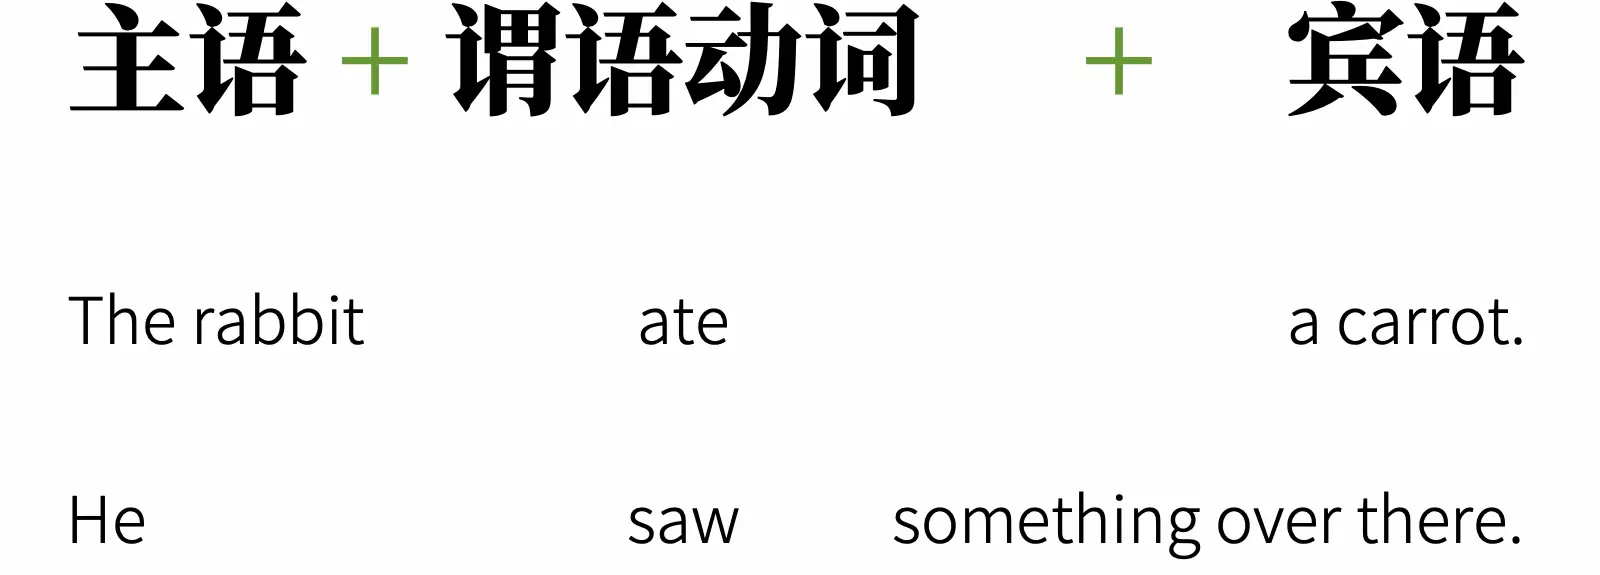 主语 + 谓语动词 + 宾语
The rabbit ate a carrot.
He saw something over there.